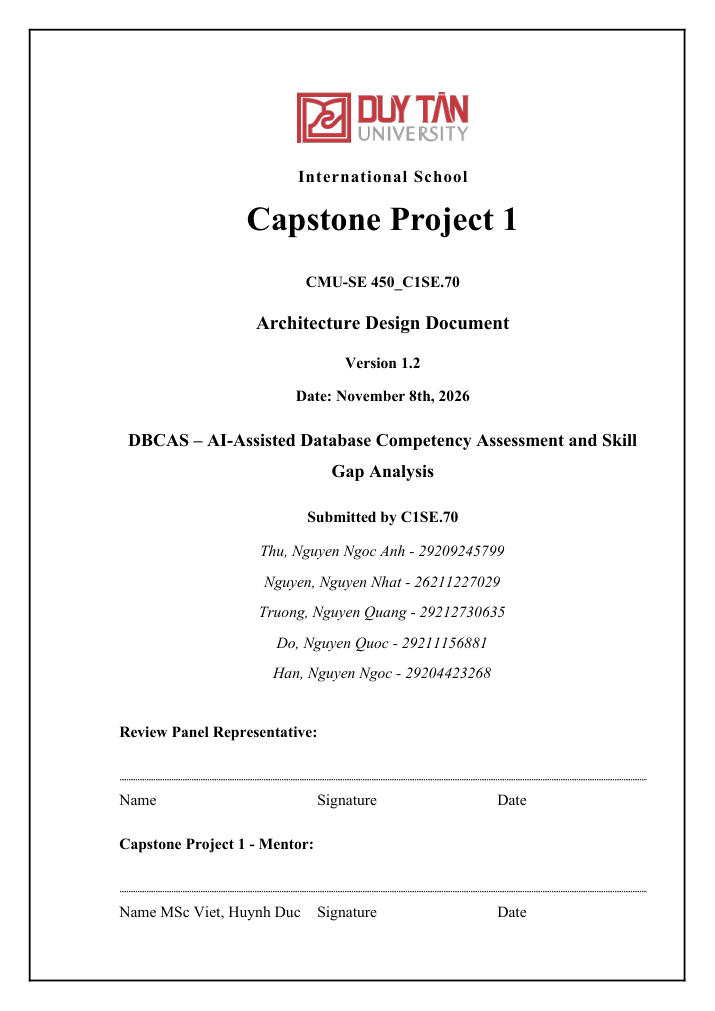 DUY TÂN
UNIVERSITY
International School
Capstone Project 1
CMU-SE 450_C1SE.70
Architecture Design Document
Version 1.2
Date: November 8th, 2026
DBCAS – AI-Assisted Database Competency Assessment and Skill
Gap Analysis
Submitted by C1SE.70
Thu, Nguyen Ngoc Anh - 29209245799
Nguyen, Nguyen Nhat - 26211227029
Truong, Nguyen Quang - 29212730635
Do, Nguyen Quoc - 29211156881
Han, Nguyen Ngoc - 29204423268
Review Panel Representative:
Name Signature Date
Capstone Project 1 - Mentor:
Name MSc Viet, Huynh Duc Signature Date